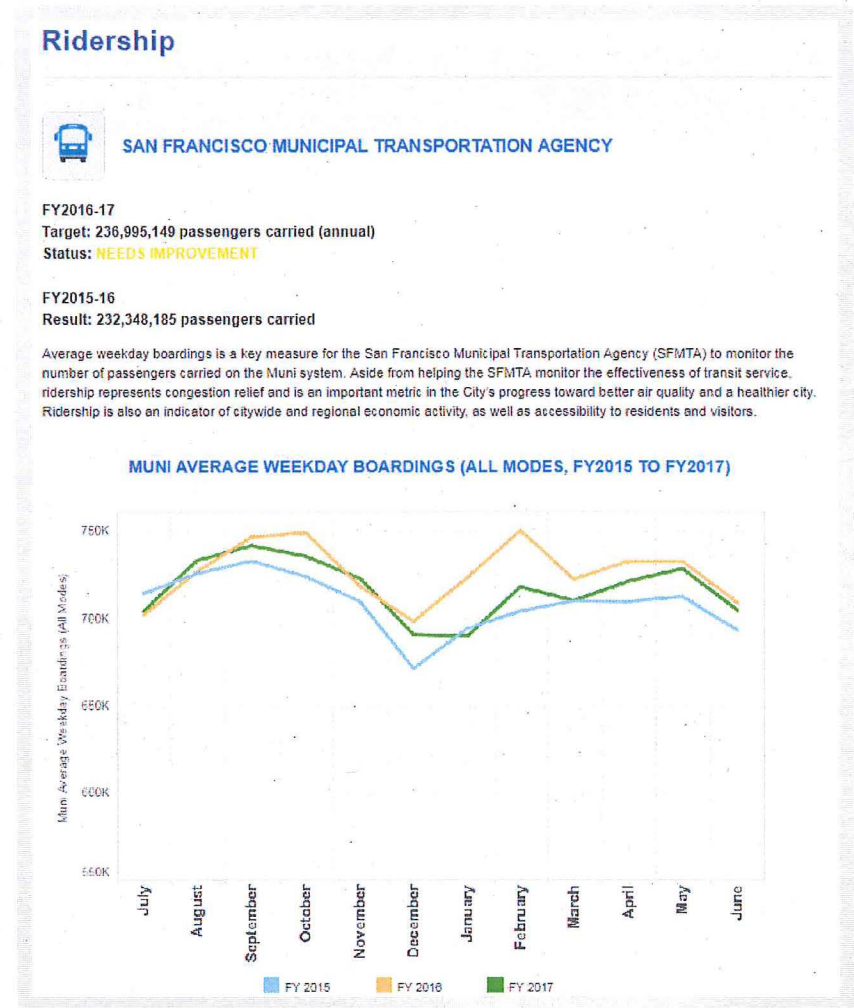 Ridership
SAN FRANCISCO MUNICIPAL TRANSPORTATION AGENCY
FY2016-17
Target: 236,995,149 passengers carried (annual)
Status: NEEDS IMPROVEMENT
FY2015-16
Result: 232,348,185 passengers carried
Average weekday boardings is a key measure for the San Francisco Municipal Transportation Agency (SFMTA) to monitor the
number of passengers carried on the Muni system. Aside from helping the SFMTA monitor the effectiveness of transit service,
ridership represents congestion relief and is an important metric in the City's progress toward better air quality and a healthier city.
Ridership is also an indicator of citywide and regional economic activity, as well as accessibility to residents and visitors.
MUNI AVERAGE WEEKDAY BOARDINGS (ALL MODES, FY2015 TO FY2017)
Muni Average Weekday Boardings (All Modes)
750K
700K
650K
600K
550K
July
August
September
October
November
December
January
February
March
April
May
June
FY 2015
FY 2016
FY 2017